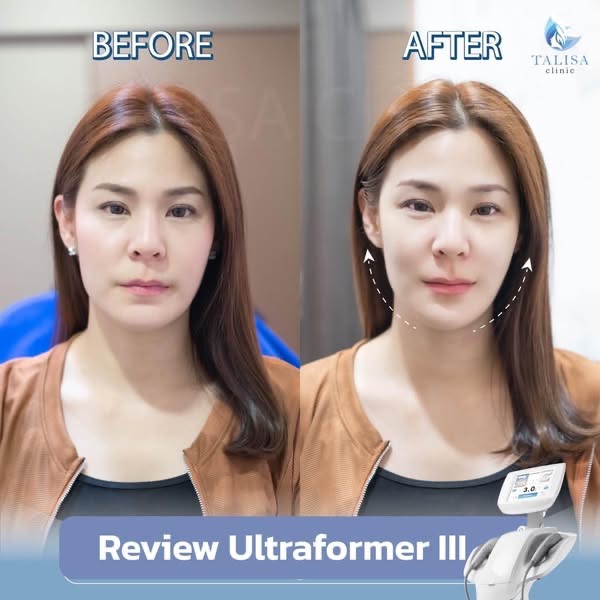 BEFORE
AFTER
TALISA
clinic
3.0
Review Ultraformer III